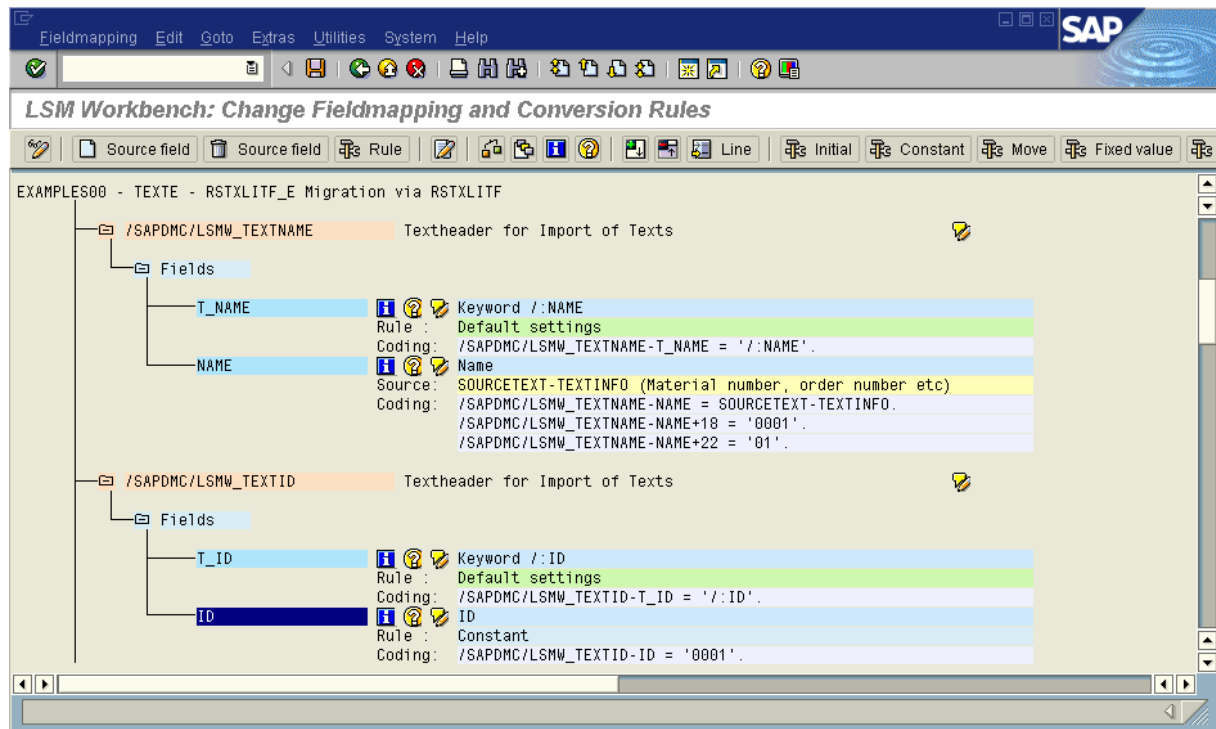 Fieldmapping Edit Goto Extras Utilities System Help
SAP
LSM Workbench: Change Fieldmapping and Conversion Rules
Source field Source field Rule Line Initial Constant Move Fixed value
EXAMPLES00 - TEXTE - RSTXLITF_E Migration via RSTXLITF
/SAPDMC/LSMW_TEXTNAME Textheader for Import of Texts
Fields
T_NAME Keyword /:NAME
Rule : Default settings
Coding: /SAPDMC/LSMW_TEXTNAME-T_NAME = '/:NAME'.
NAME Name
Source: SOURCETEXT-TEXTINFO (Material number, order number etc)
Coding: /SAPDMC/LSMW_TEXTNAME-NAME = SOURCETEXT-TEXTINFO.
/SAPDMC/LSMW_TEXTNAME-NAME+18 = '0001'.
/SAPDMC/LSMW_TEXTNAME-NAME+22 = '01'.
/SAPDMC/LSMW_TEXTID Textheader for Import of Texts
Fields
T_ID Keyword /:ID
Rule : Default settings
Coding: /SAPDMC/LSMW_TEXTID-T_ID = '/:ID'.
ID ID
Rule : Constant
Coding: /SAPDMC/LSMW_TEXTID-ID = '0001'.